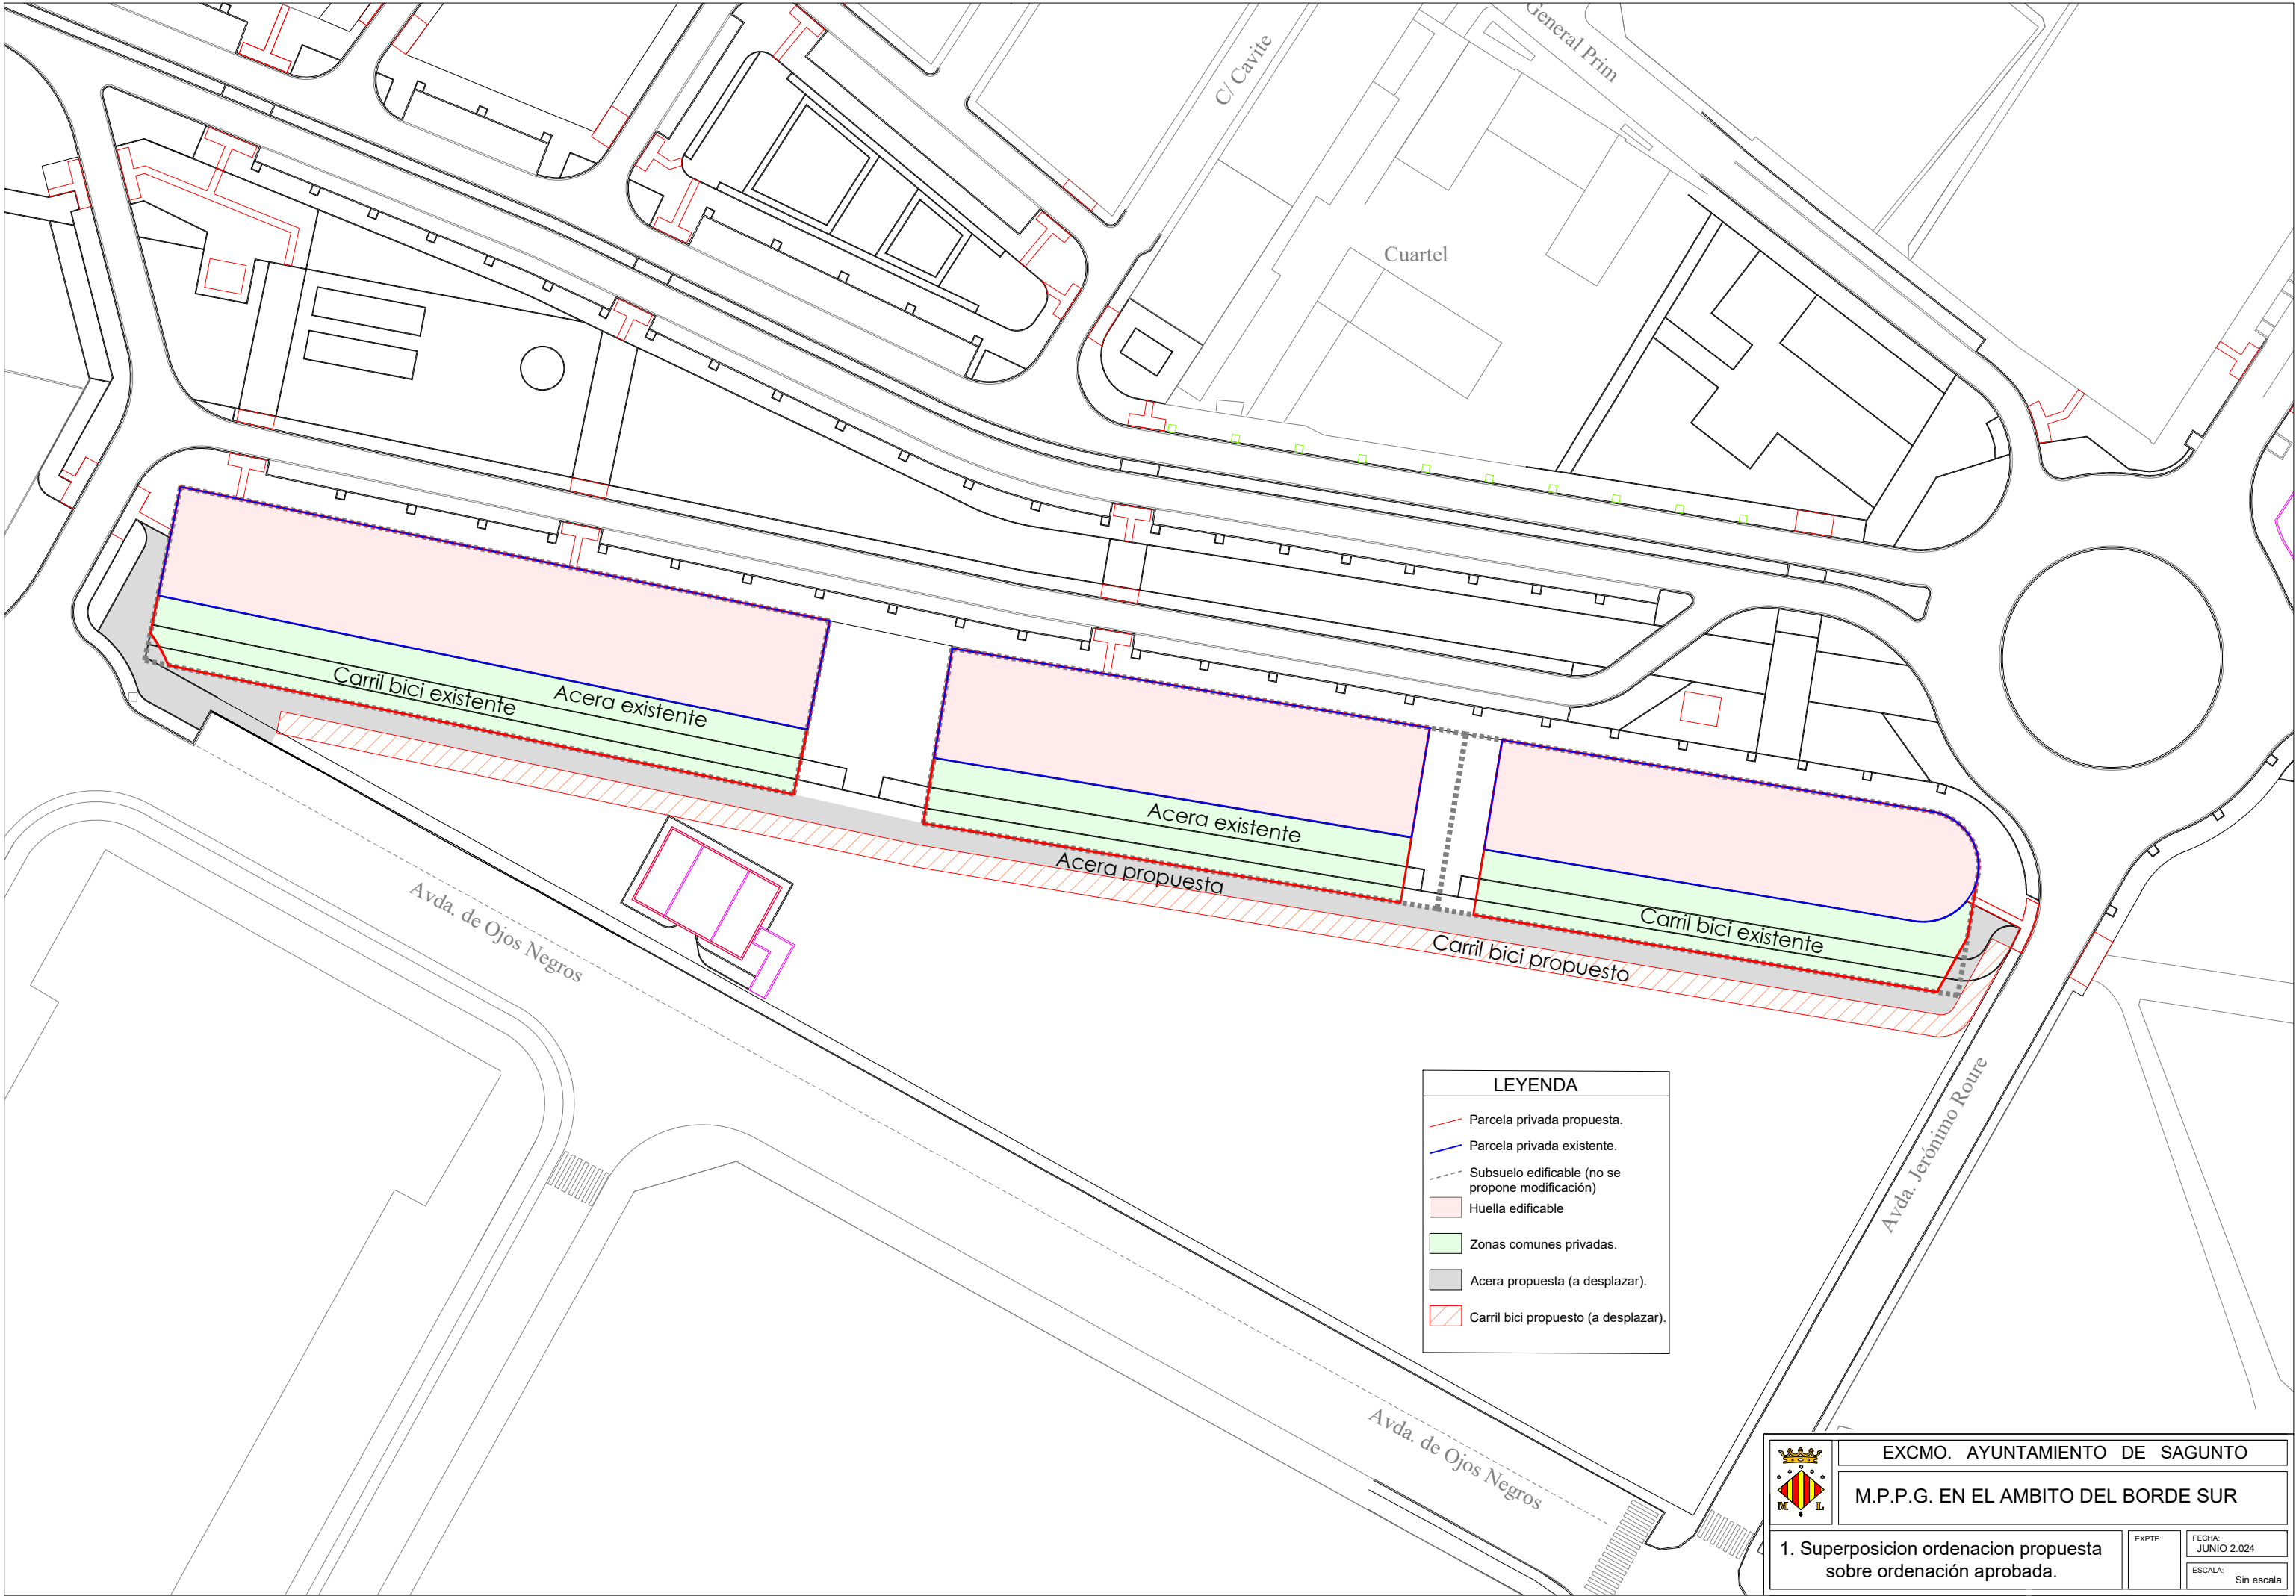 General Prim
C/ Cavite
Cuartel
Carril bici existente
Acera existente
Acera existente
Acera propuesta
Carril bici existente
Carril bici propuesto
Avda. de Ojos Negros
Avda. Jerónimo Roure
Avda. de Ojos Negros
LEYENDA
Parcela privada propuesta.
Parcela privada existente.
Subsuelo edificable (no se
propone modificación)
Huella edificable
Zonas comunes privadas.
Acera propuesta (a desplazar).
Carril bici propuesto (a desplazar).
M L
EXCMO. AYUNTAMIENTO DE SAGUNTO
M.P.P.G. EN EL AMBITO DEL BORDE SUR
1. Superposicion ordenacion propuesta
sobre ordenación aprobada.
EXPTE:
FECHA:
JUNIO 2.024
ESCALA:
Sin escala